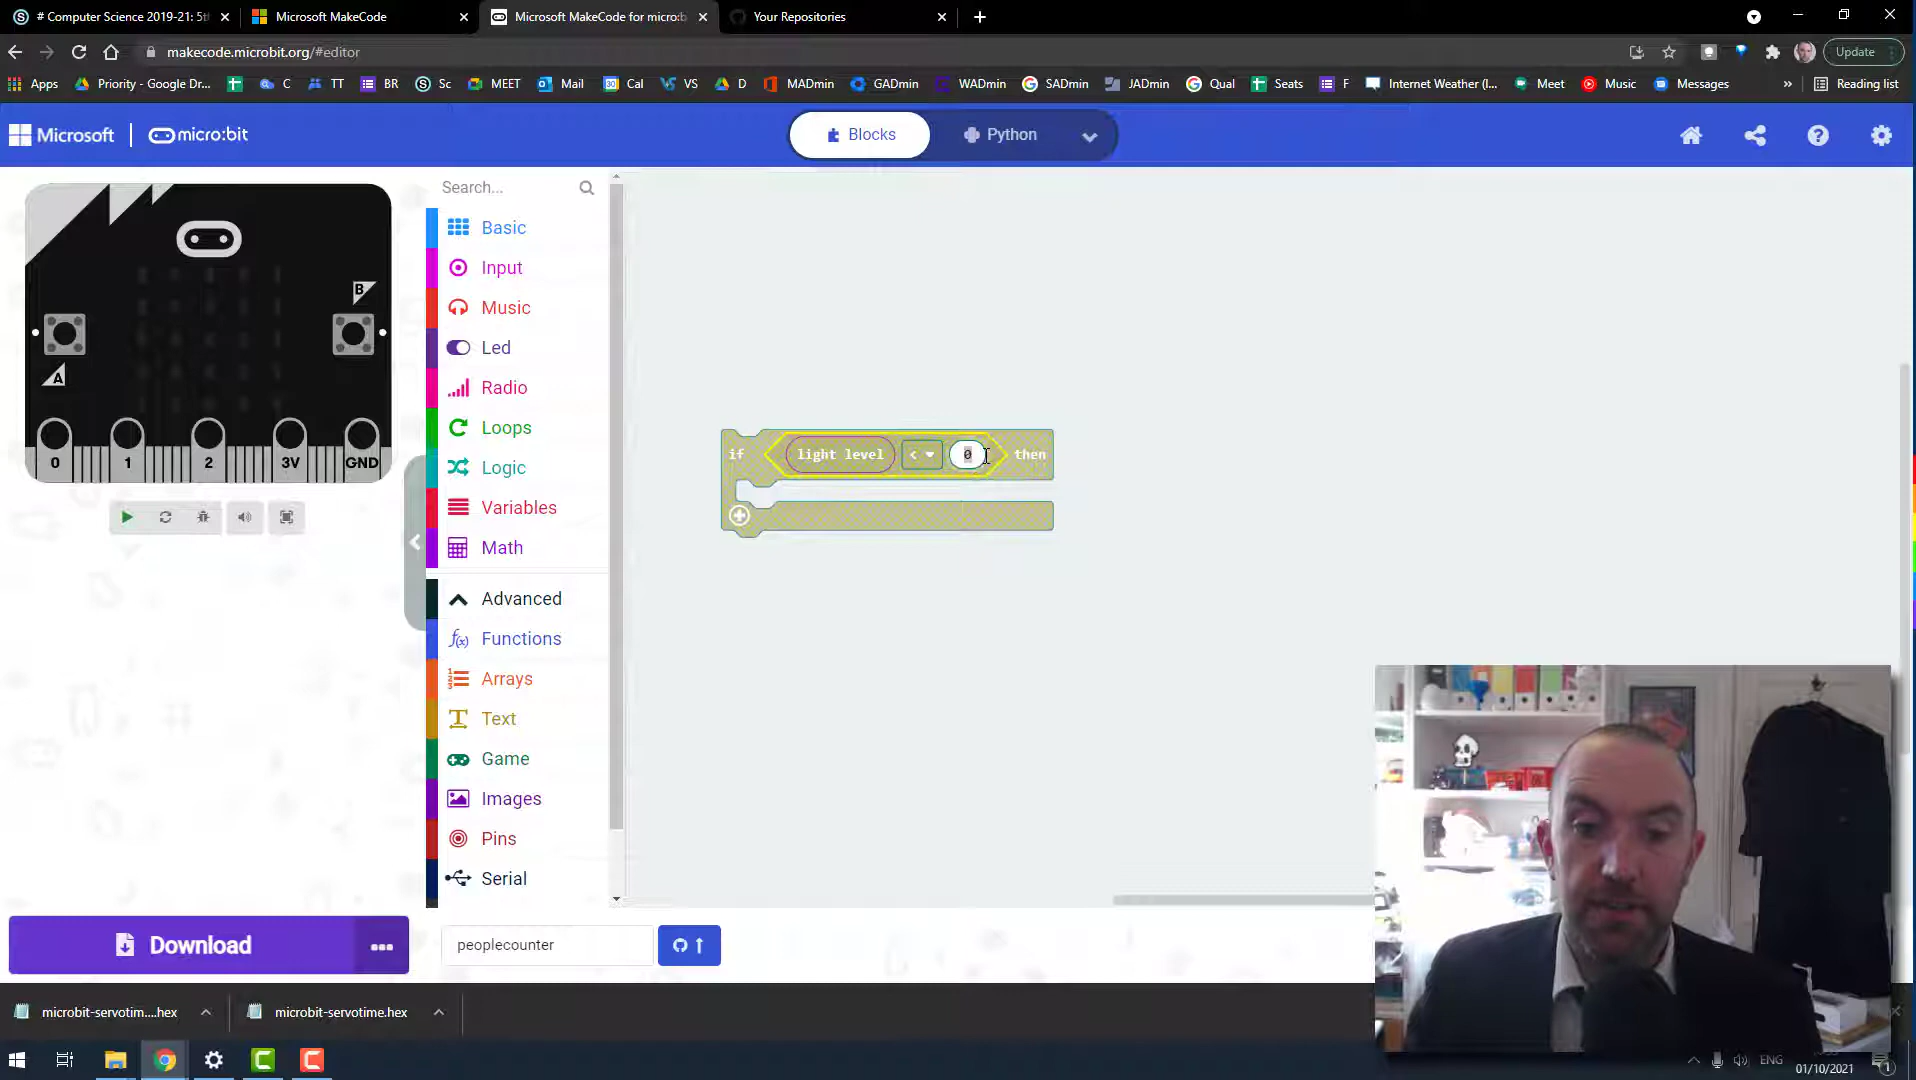 # Computer Science 2019-21: 5th
Microsoft MakeCode
Microsoft MakeCode for micro:b
Your Repositories
makecode.microbit.org/#editor
Update
Apps
Priority - Google Dr...
C
TT
BR
Sc
MEET
Mail
Cal
VS
D
MAdmin
GAdmin
WAdmin
SAdmin
JAdmin
Qual
Seats
F
Internet Weather (I...
Meet
Music
Messages
»
Reading list
Microsoft
micro:bit
Blocks
Python
Search...
Basic
Input
Music
Led
Radio
Loops
Logic
Variables
Math
Advanced
Functions
Arrays
Text
Game
Images
Pins
Serial
B
A
0
1
2
3V
GND
if
light level
<
0
then
Download
peoplecounter
microbit-servotim....hex
microbit-servotime.hex
ENG
01/10/2021